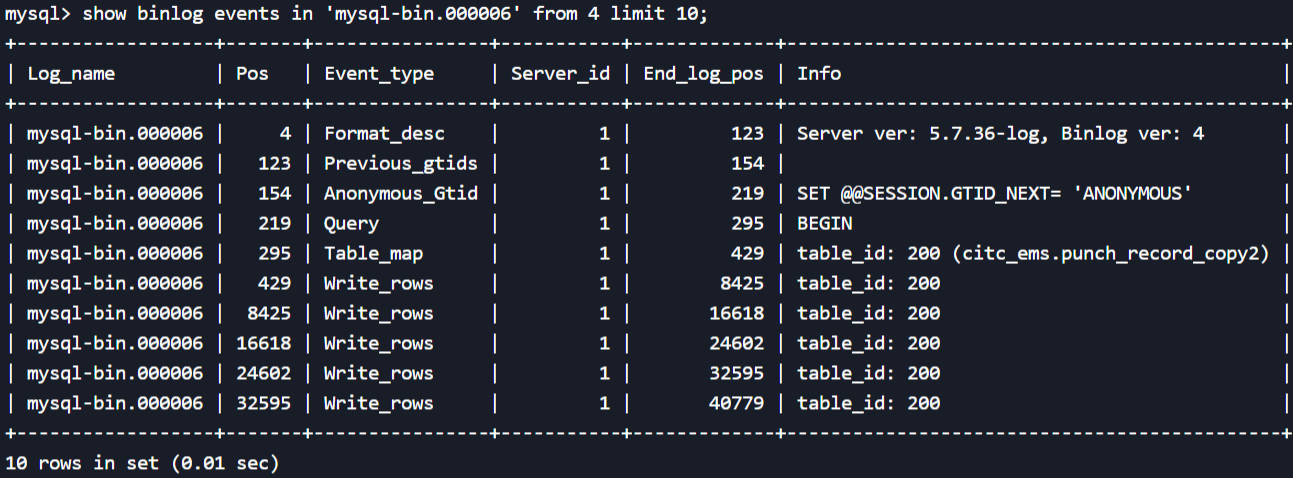 mysql> show binlog events in 'mysql-bin.000006' from 4 limit 10;
+------------------+-------+----------------+-----------+-------------+---------------------------------------------+
| Log_name         | Pos   | Event_type     | Server_id | End_log_pos | Info                                        |
+------------------+-------+----------------+-----------+-------------+---------------------------------------------+
| mysql-bin.000006 |     4 | Format_desc    |         1 |         123 | Server ver: 5.7.36-log, Binlog ver: 4       |
| mysql-bin.000006 |   123 | Previous_gtids |         1 |         154 |                                             |
| mysql-bin.000006 |   154 | Anonymous_Gtid |         1 |         219 | SET @@SESSION.GTID_NEXT= 'ANONYMOUS'        |
| mysql-bin.000006 |   219 | Query          |         1 |         295 | BEGIN                                       |
| mysql-bin.000006 |   295 | Table_map      |         1 |         429 | table_id: 200 (citc_ems.punch_record_copy2) |
| mysql-bin.000006 |   429 | Write_rows     |         1 |        8425 | table_id: 200                               |
| mysql-bin.000006 |  8425 | Write_rows     |         1 |       16618 | table_id: 200                               |
| mysql-bin.000006 | 16618 | Write_rows     |         1 |       24602 | table_id: 200                               |
| mysql-bin.000006 | 24602 | Write_rows     |         1 |       32595 | table_id: 200                               |
| mysql-bin.000006 | 32595 | Write_rows     |         1 |       40779 | table_id: 200                               |
+------------------+-------+----------------+-----------+-------------+---------------------------------------------+
10 rows in set (0.01 sec)